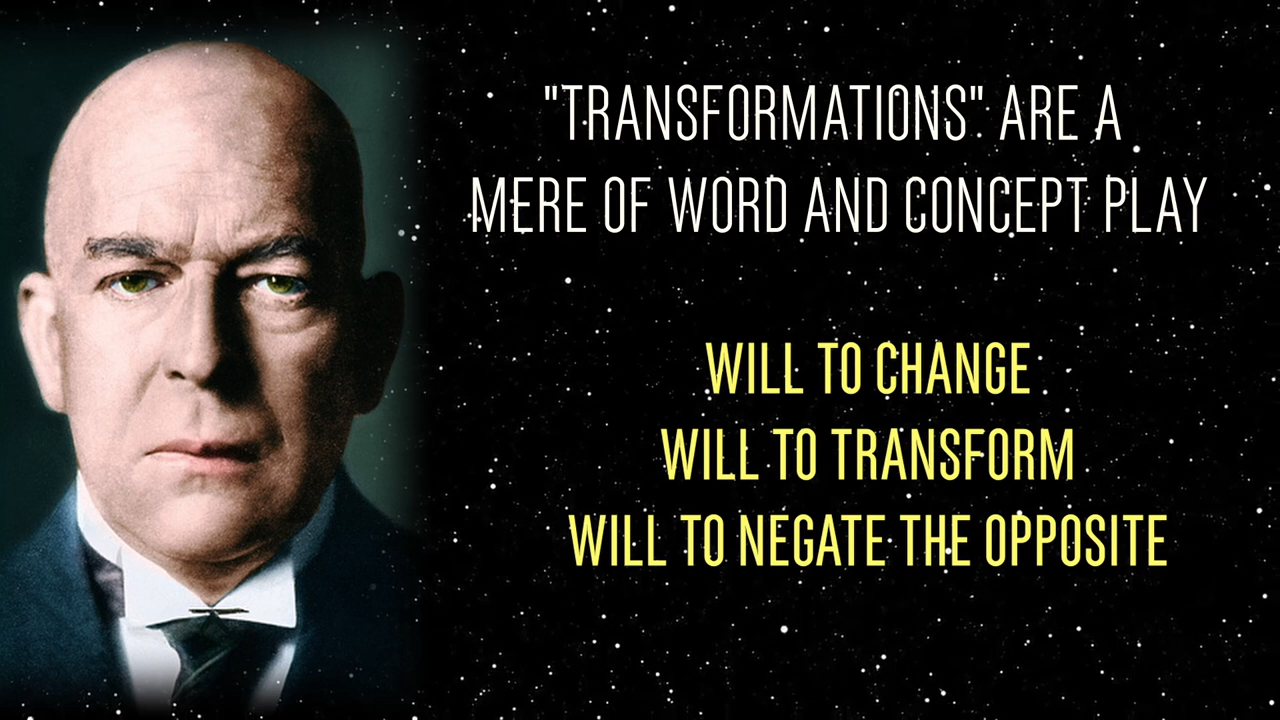 "TRANSFORMATIONS" ARE A
MERE OF WORD AND CONCEPT PLAY
WILL TO CHANGE
WILL TO TRANSFORM
WILL TO NEGATE THE OPPOSITE